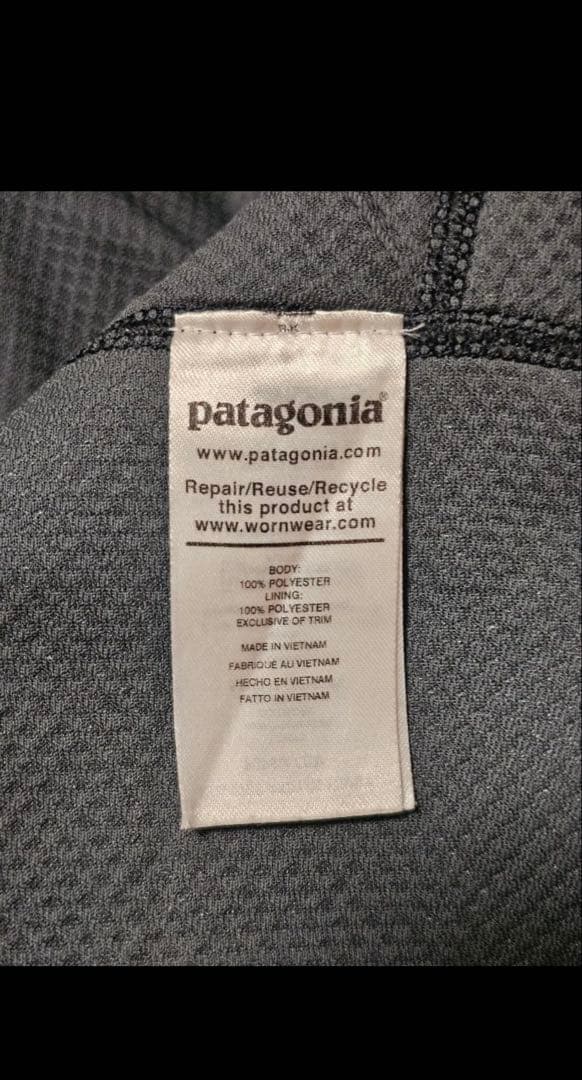 patagonia®
www.patagonia.com
Repair/Reuse/Recycle
this product at
www.wornwear.com
BODY:
100% POLYESTER
LINING:
100% POLYESTER
EXCLUSIVE OF TRIM
MADE IN VIETNAM
FABRIQUÉ AU VIETNAM
HECHO EN VIETNAM
FATTO IN VIETNAM